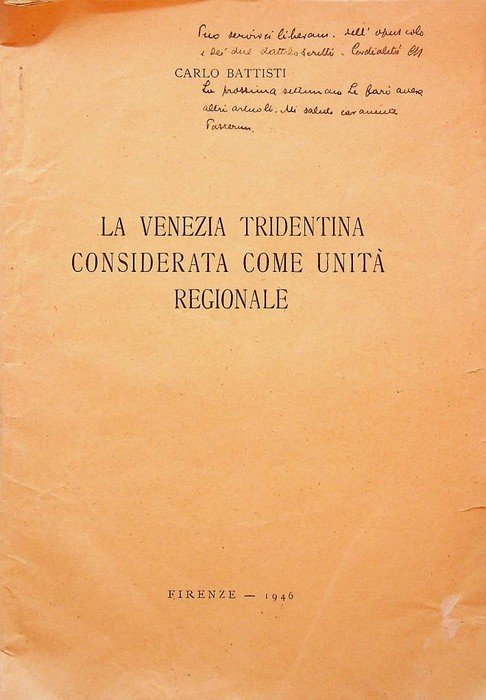 Può servirsi liberam. dell' opuscolo
e dei due dattiloscritti. Cordialità
CARLO BATTISTI
La prossima settimana Le farò avere
altri articoli. Mi saluti caramente
Passerin.
LA VENEZIA TRIDENTINA
CONSIDERATA COME UNITÀ
REGIONALE
FIRENZE — 1946